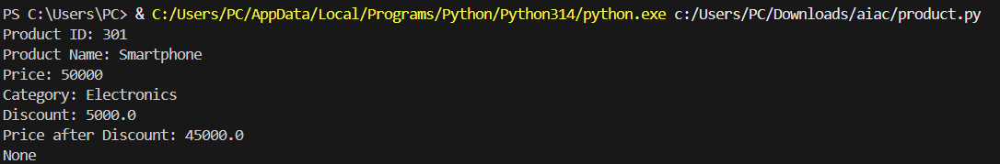 PS C:\Users\PC> & C:/Users/PC/AppData/Local/Programs/Python/Python314/python.exe c:/Users/PC/Downloads/aiac/product.py
Product ID: 301
Product Name: Smartphone
Price: 50000
Category: Electronics
Discount: 5000.0
Price after Discount: 45000.0
None